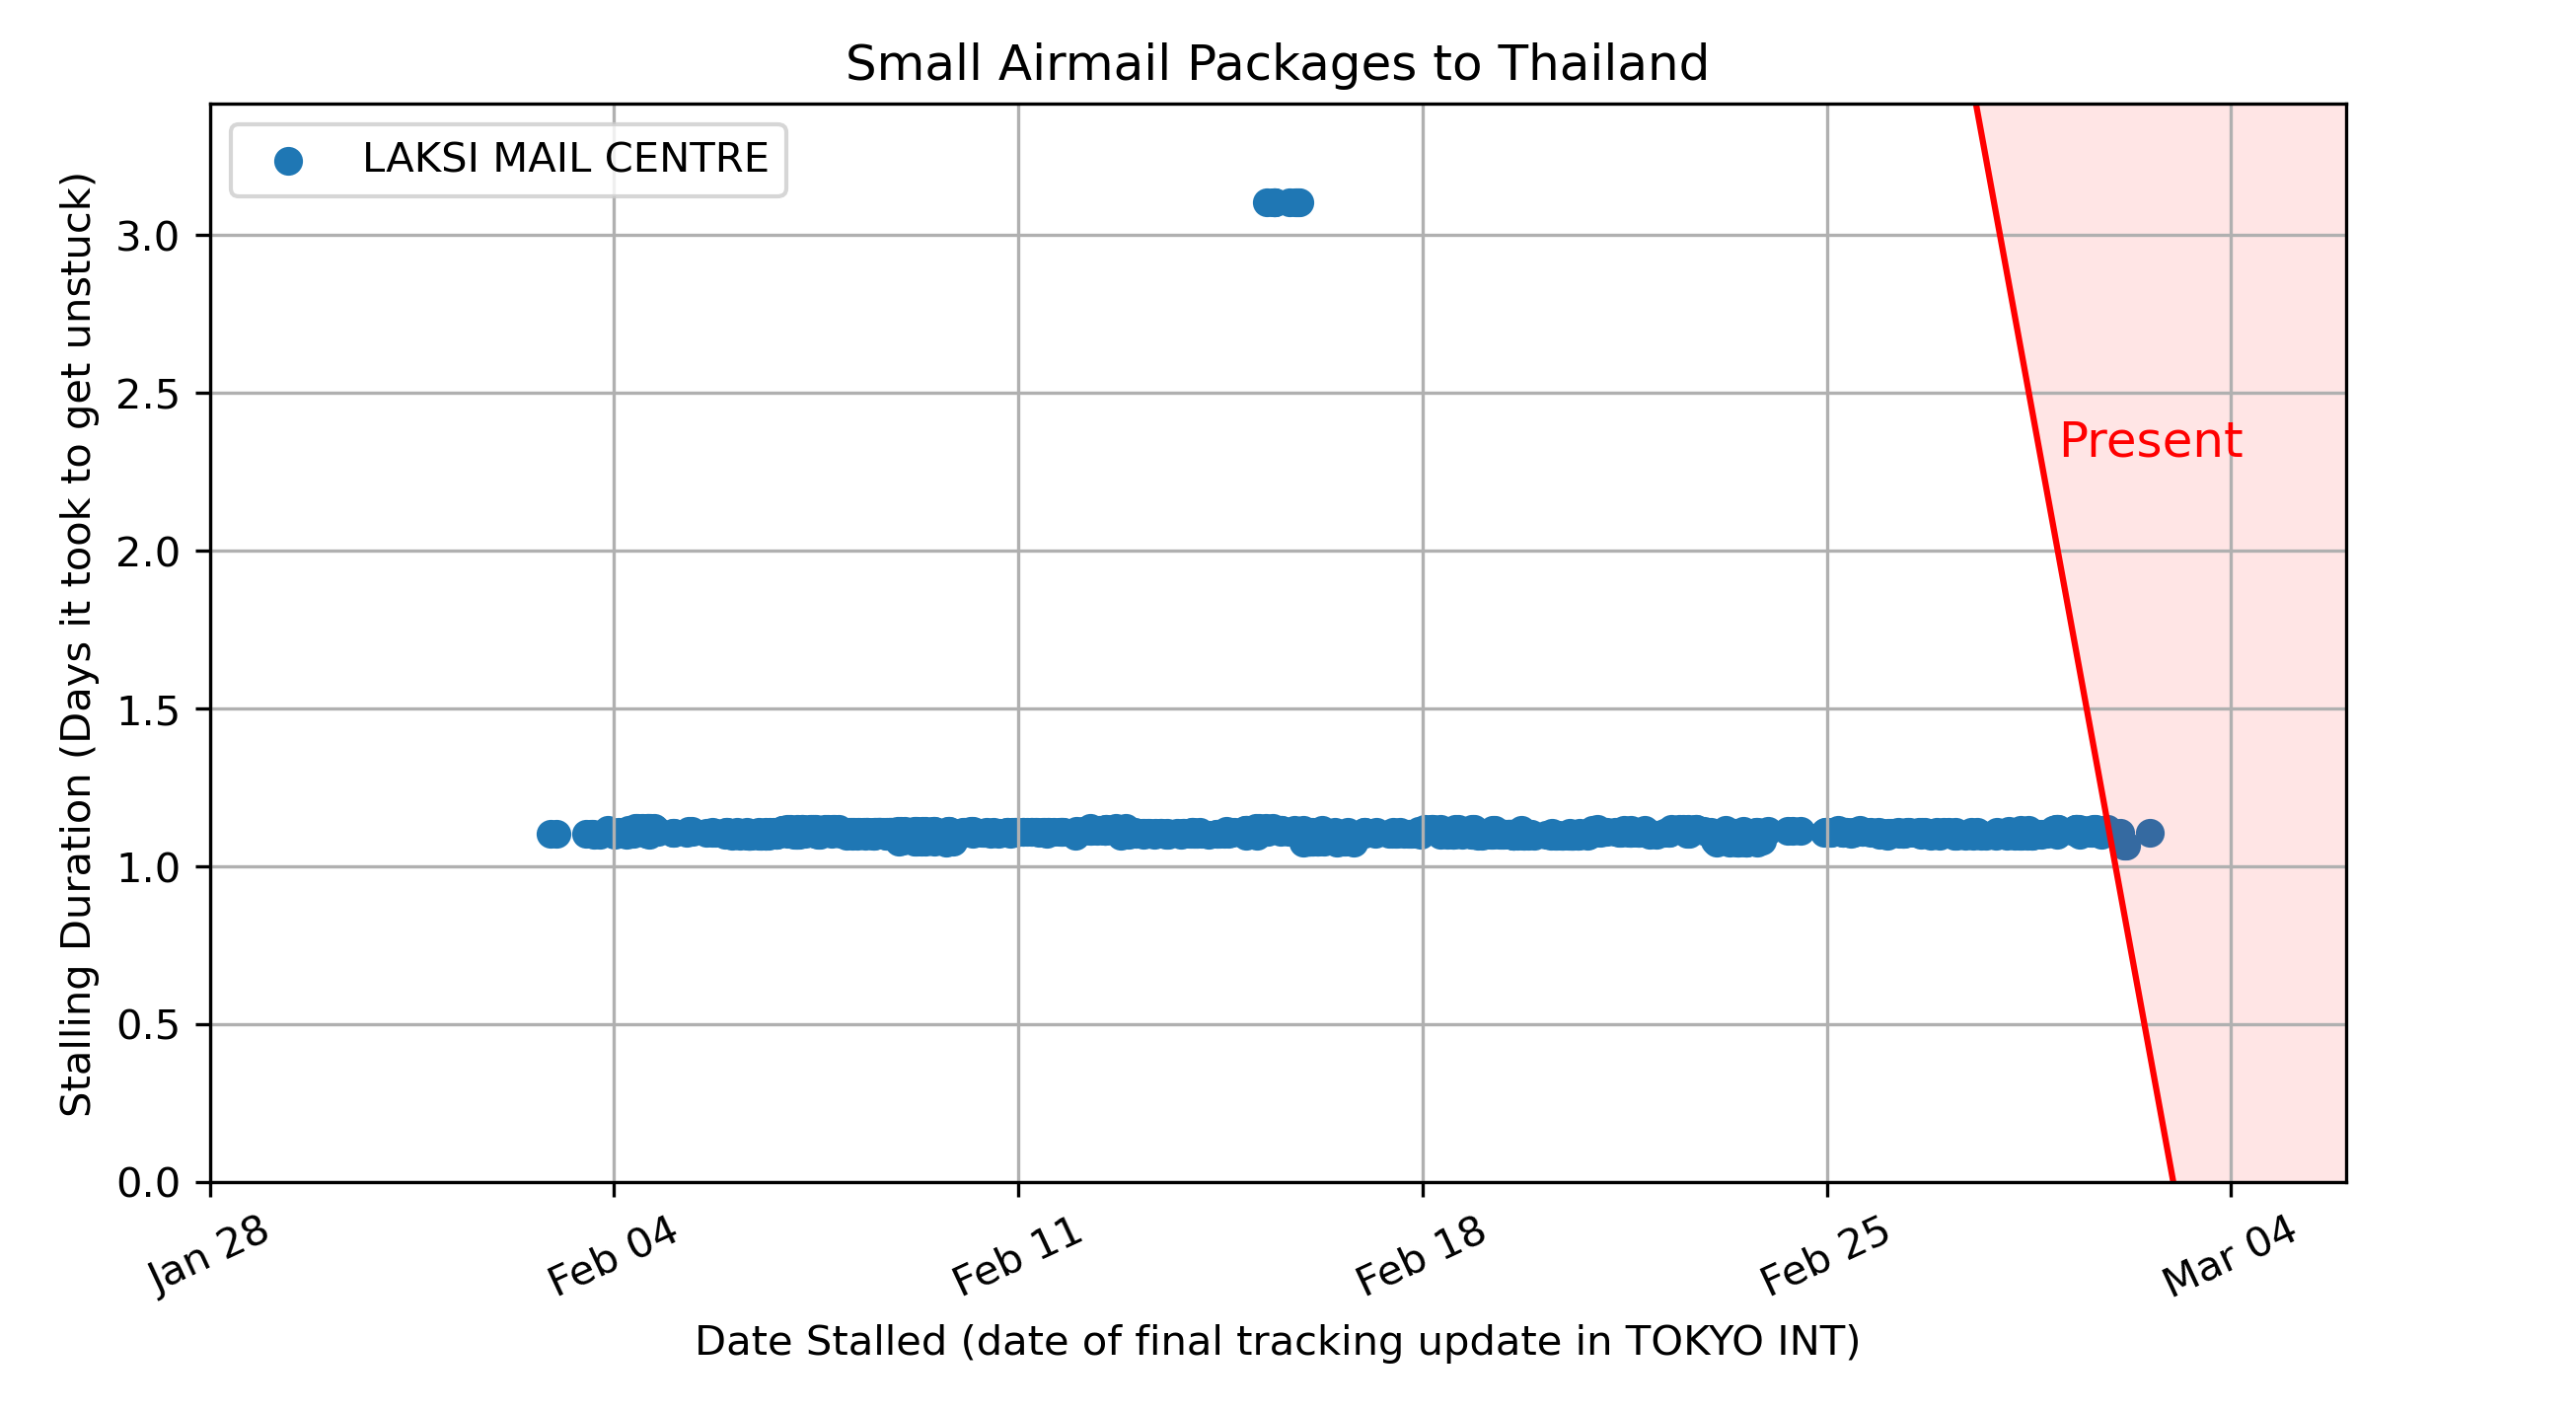 Small Airmail Packages to Thailand
LAKSI MAIL CENTRE
Stalling Duration (Days it took to get unstuck)
3.0
2.5
2.0
1.5
1.0
0.5
0.0
Present
Jan 28
Feb 04
Feb 11
Feb 18
Feb 25
Mar 04
Date Stalled (date of final tracking update in TOKYO INT)